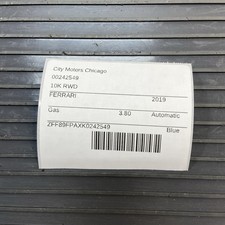 City Motors Chicago
00242549
10K RWD
FERRARI 2019
Gas 3.80 Automatic
ZFF89FPAXK0242549
Blue